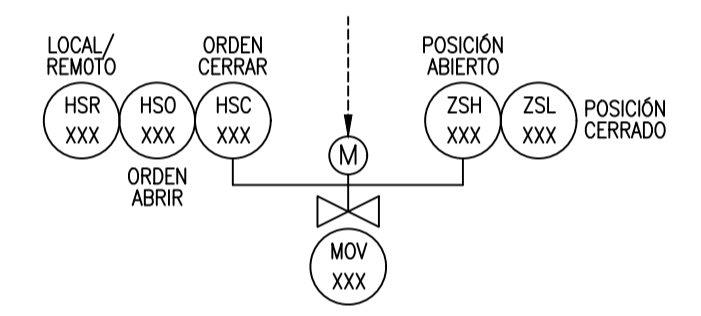 LOCAL/
REMOTO
ORDEN
CERRAR
POSICIÓN
ABIERTO
HSR
XXX
HSO
XXX
HSC
XXX
ZSH
XXX
ZSL
XXX
POSICIÓN
CERRADO
ORDEN
ABRIR
M
MOV
XXX